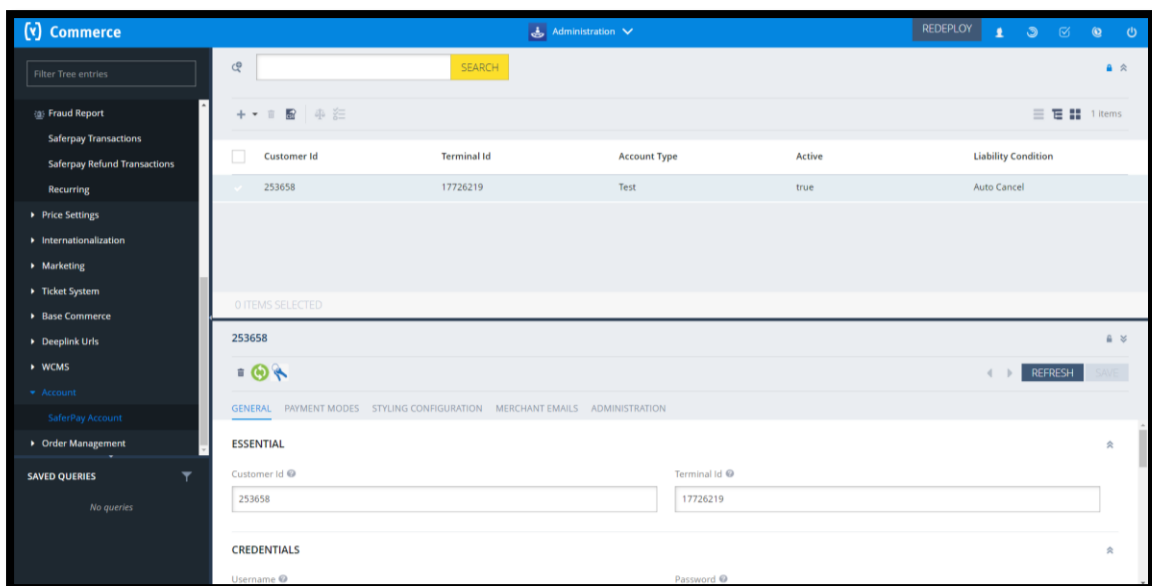 (y) Commerce
Administration
REDEPLOY
Filter Tree entries
SEARCH
Fraud Report
Saferpay Transactions
Saferpay Refund Transactions
Recurring
Price Settings
Internationalization
Marketing
Ticket System
Base Commerce
Deeplink Urls
WCMS
Account
SaferPay Account
Order Management
SAVED QUERIES
No queries
1 items
Customer Id Terminal Id Account Type Active Liability Condition
253658 17726219 Test true Auto Cancel
0 ITEMS SELECTED
253658
REFRESH SAVE
GENERAL PAYMENT MODES STYLING CONFIGURATION MERCHANT EMAILS ADMINISTRATION
ESSENTIAL
Customer Id Terminal Id
253658 17726219
CREDENTIALS
Username Password